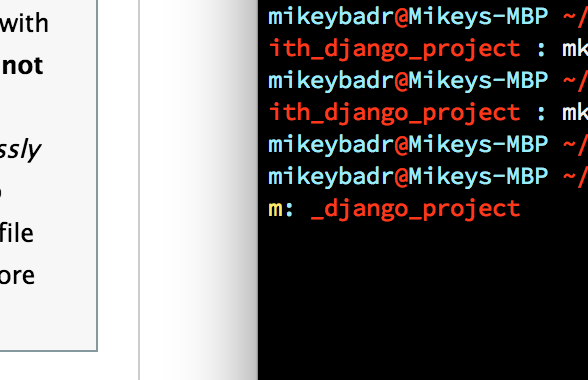 with
not
ssly
file
ore
mikeybadr@Mikeys-MBP ~/
ith_django_project : mk
mikeybadr@Mikeys-MBP ~/
ith_django_project : mk
mikeybadr@Mikeys-MBP ~/
mikeybadr@Mikeys-MBP ~/
m: _django_project